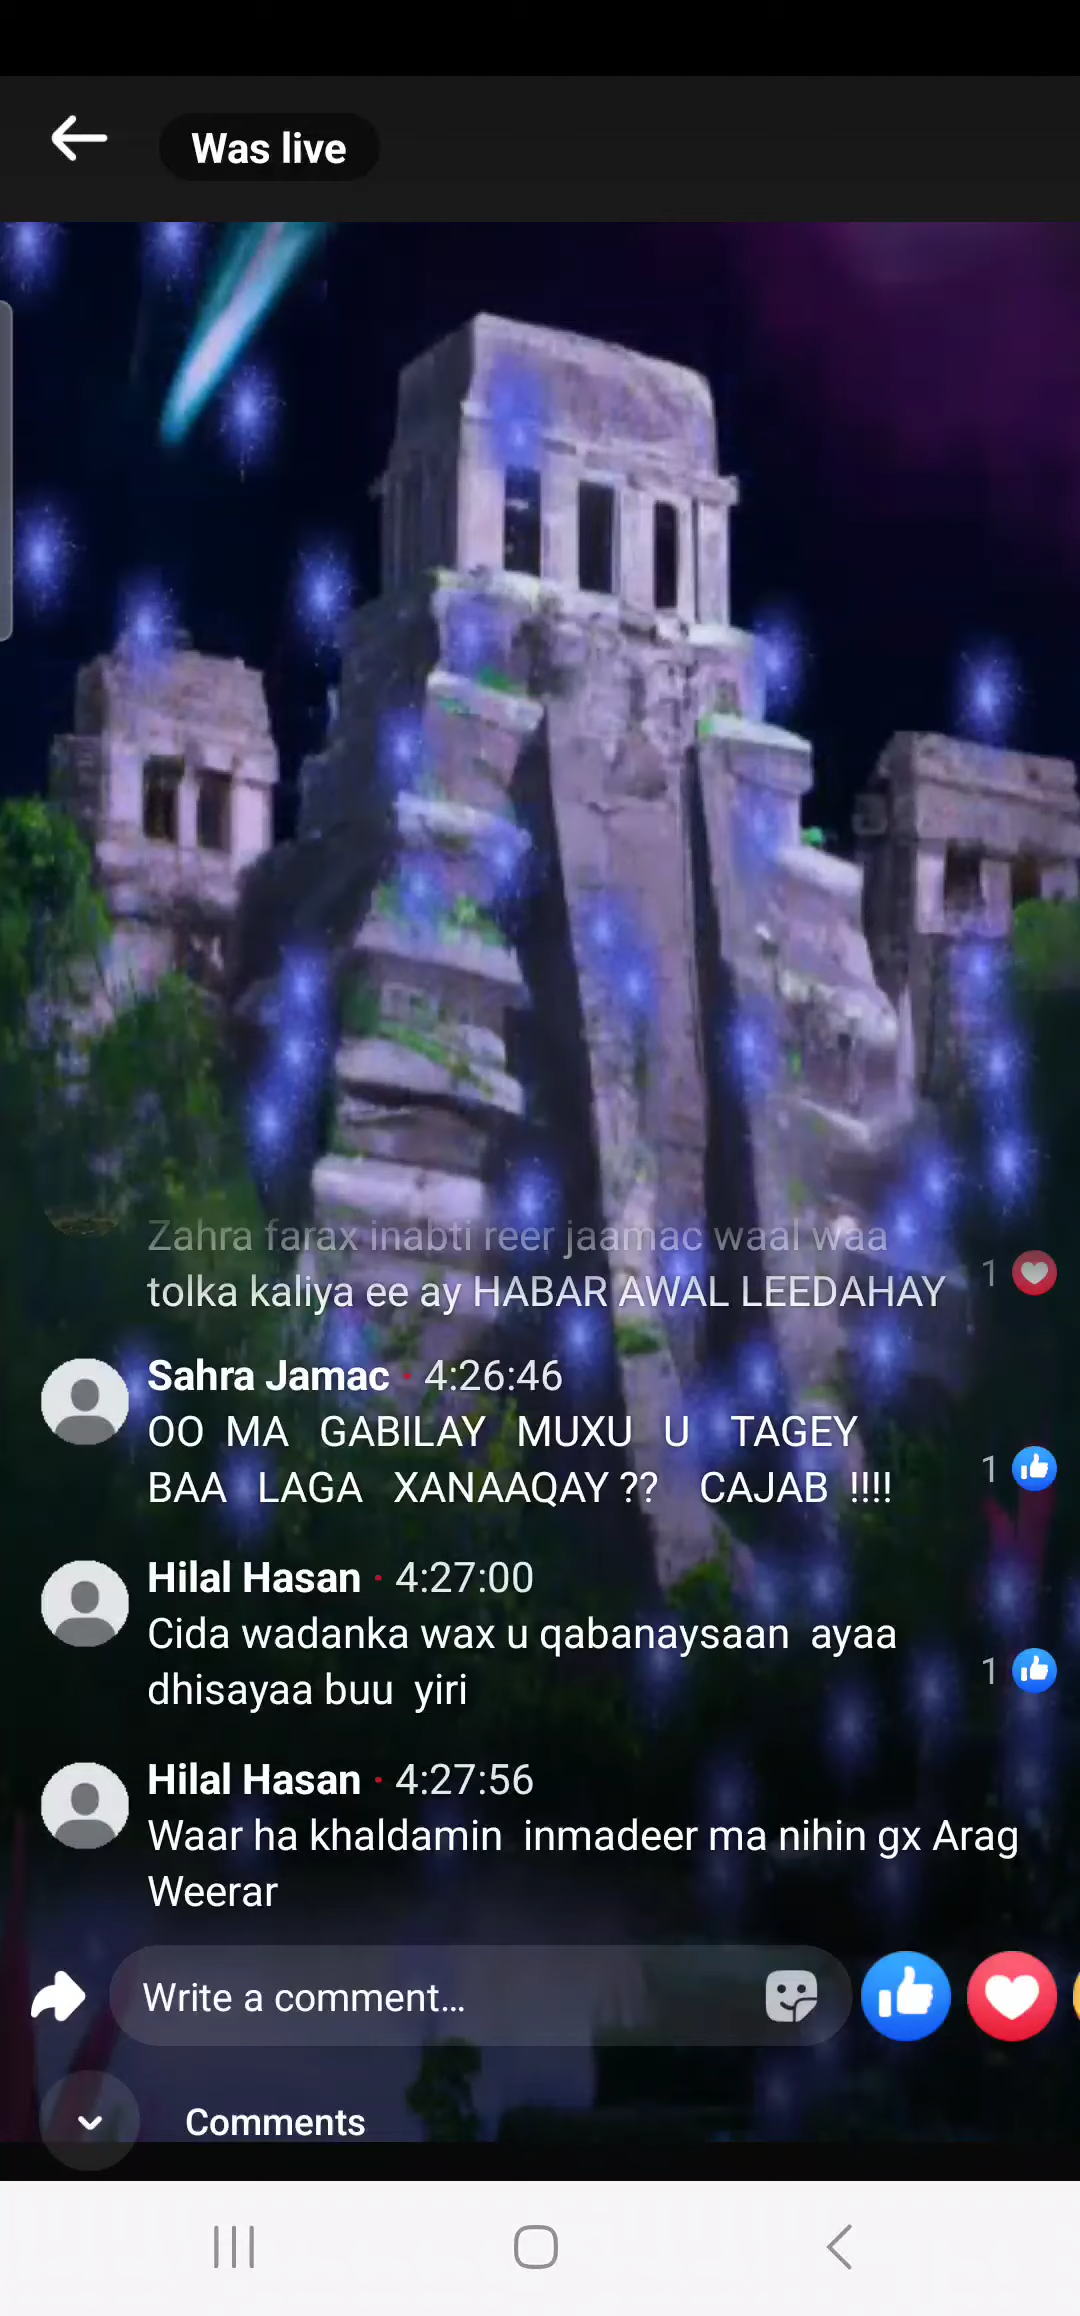 Was live
Zahra farax inabti reer jaamac waal waa
tolka kaliya ee ay HABAR AWAL LEEDAHAY
1
Sahra Jamac · 4:26:46
OO MA GABILAY MUXU U TAGEY
BAA LAGA XANAAQAY ?? CAJAB !!!!
1
Hilal Hasan · 4:27:00
Cida wadanka wax u qabanaysaan ayaa
dhisayaa buu yiri
1
Hilal Hasan · 4:27:56
Waar ha khaldamin inmadeer ma nihin gx Arag
Weerar
Write a comment...
Comments